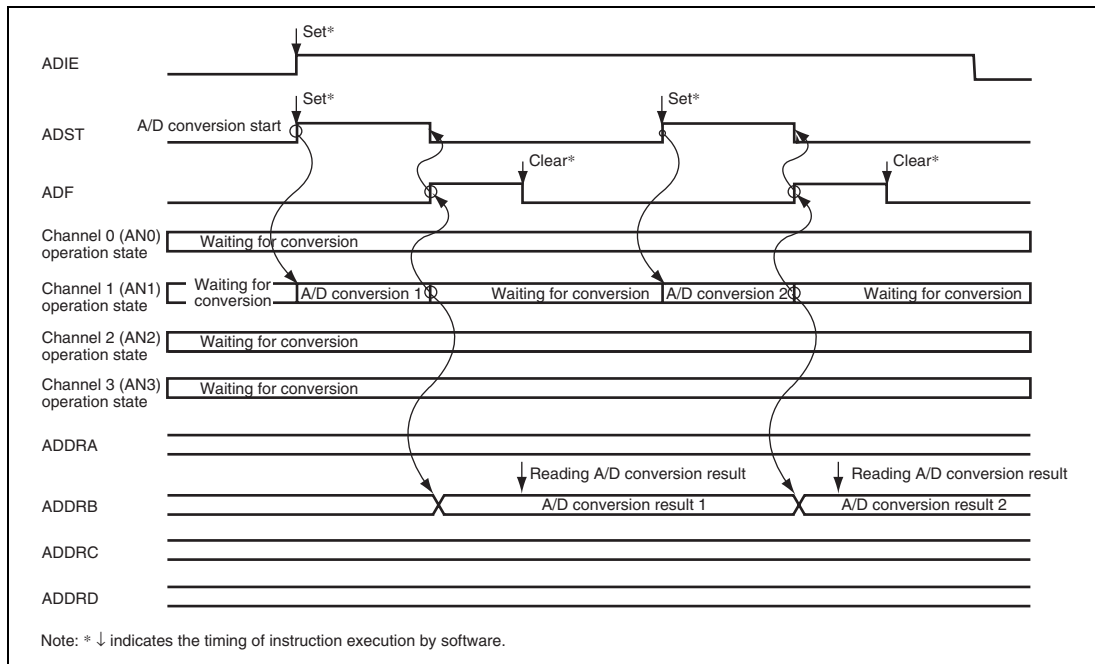 Set*
ADIE
Set*
Set*
A/D conversion start
ADST
Clear*
Clear*
ADF
Channel 0 (AN0)
operation state
Waiting for conversion
Channel 1 (AN1)
operation state
Waiting for
conversion
A/D conversion 1
Waiting for conversion
A/D conversion 2
Waiting for conversion
Channel 2 (AN2)
operation state
Waiting for conversion
Channel 3 (AN3)
operation state
Waiting for conversion
ADDRA
Reading A/D conversion result
Reading A/D conversion result
ADDRB
A/D conversion result 1
A/D conversion result 2
ADDRC
ADDRD
Note: * ↓ indicates the timing of instruction execution by software.